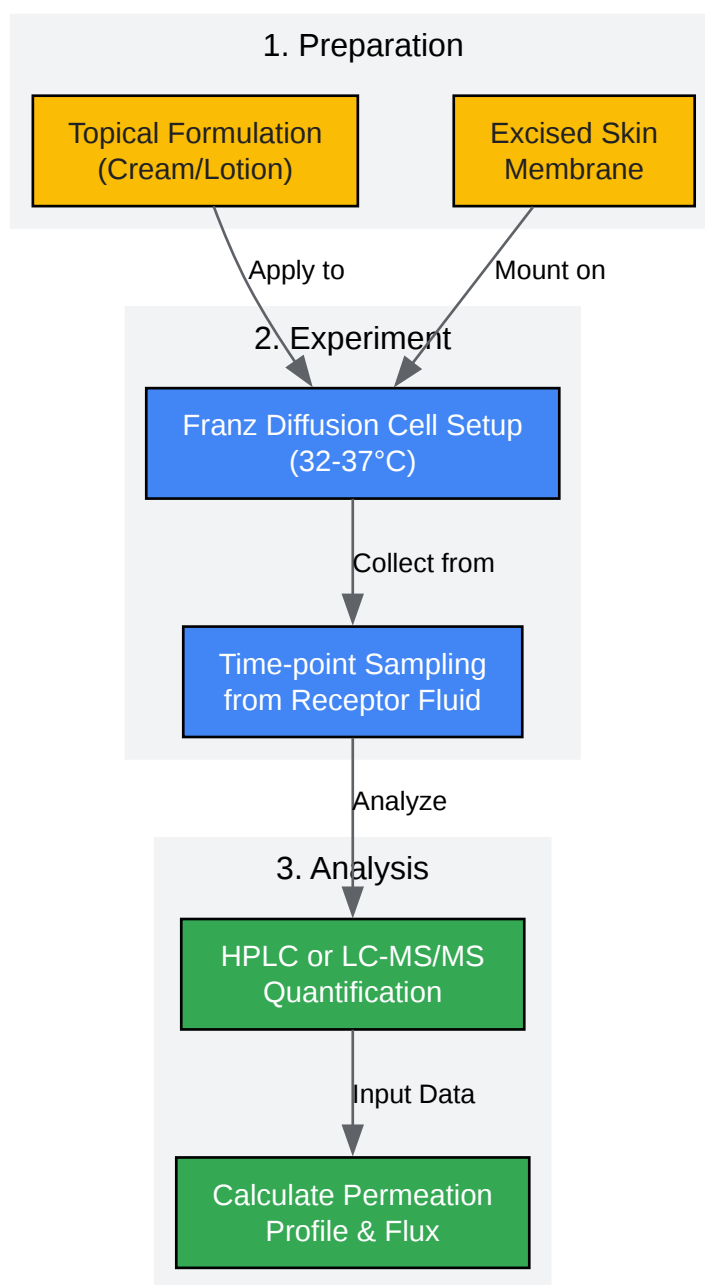 1. Preparation
Topical Formulation
(Cream/Lotion)
Excised Skin
Membrane
Apply to
Mount on
2. Experiment
Franz Diffusion Cell Setup
(32-37°C)
Collect from
Time-point Sampling
from Receptor Fluid
Analyze
3. Analysis
HPLC or LC-MS/MS
Quantification
Input Data
Calculate Permeation
Profile & Flux